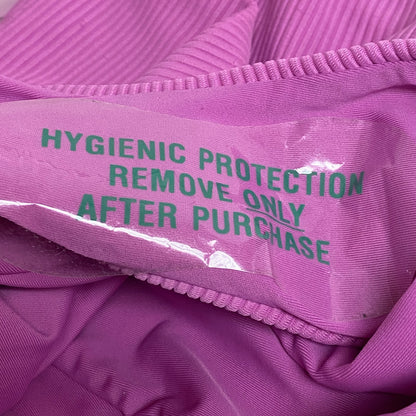 HYGIENIC PROTECTION
REMOVE ONLY
AFTER PURCHASE